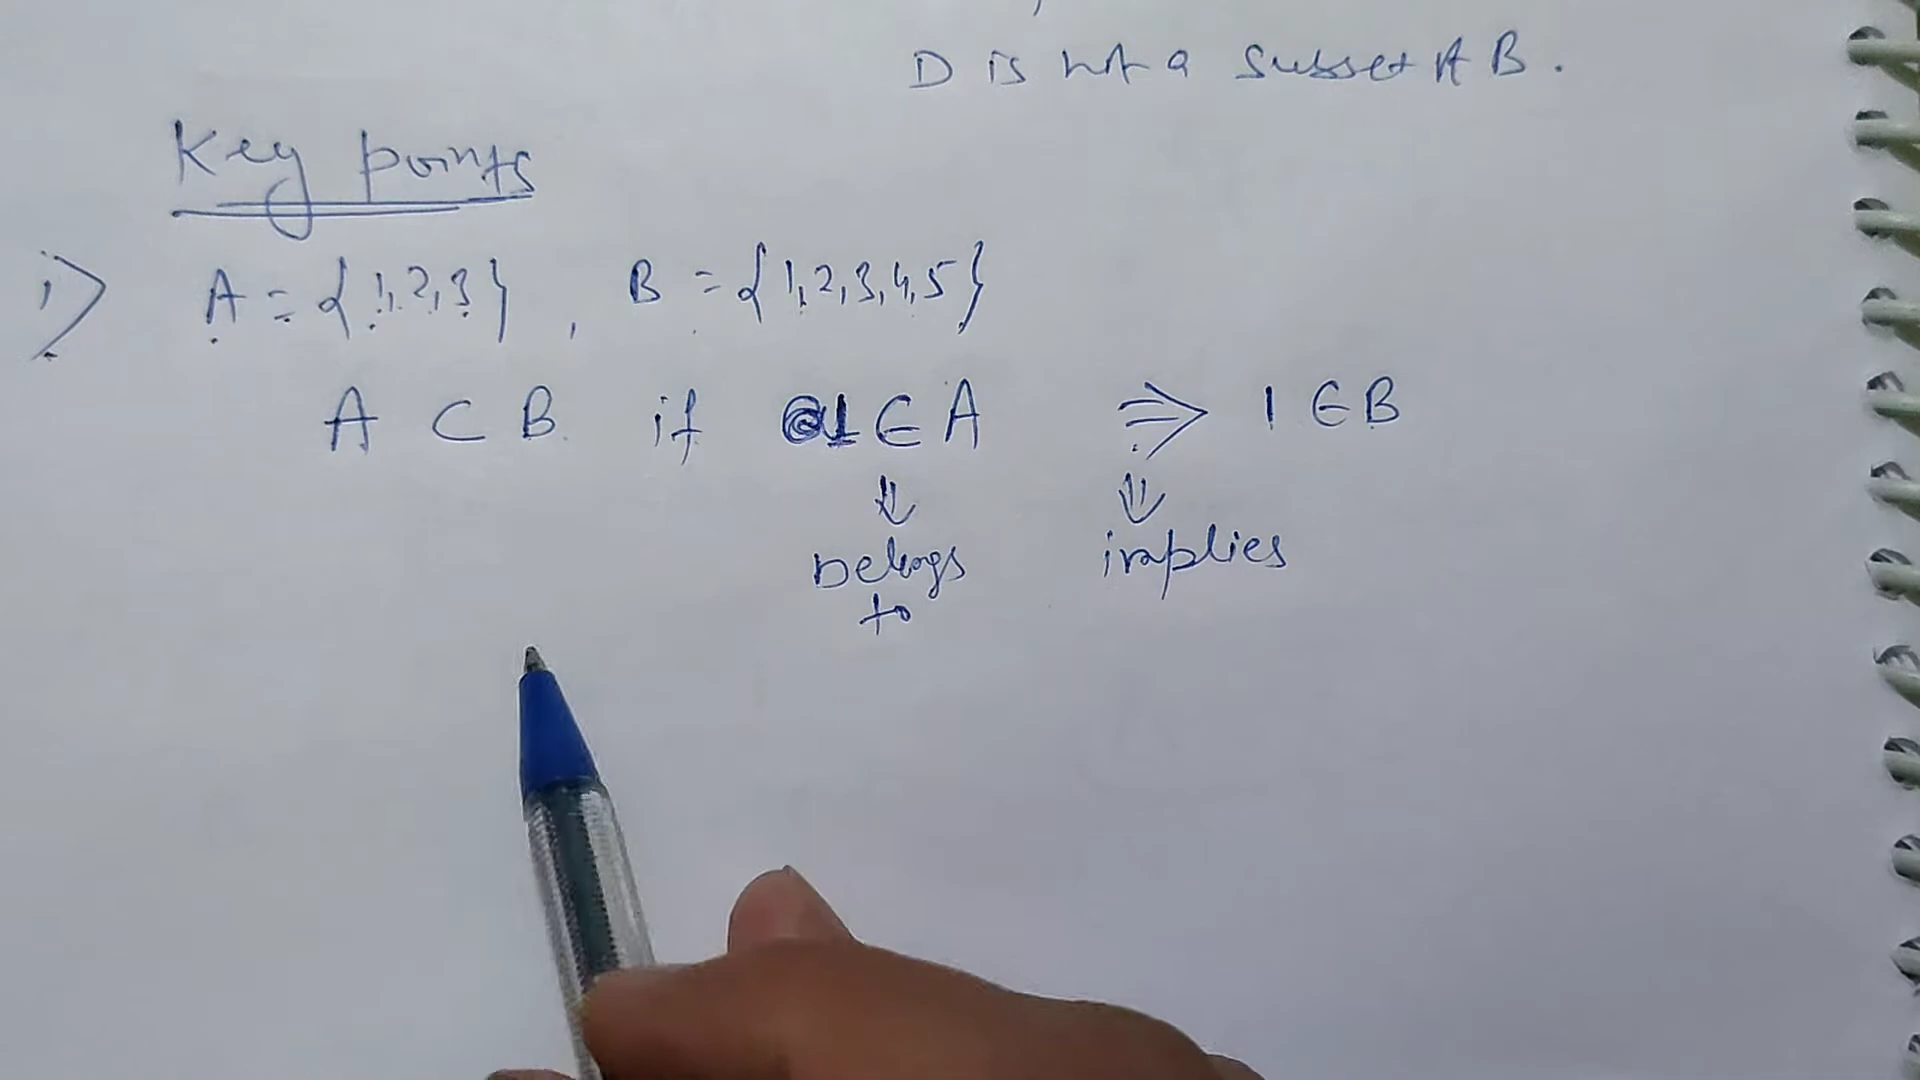 D is not a subset of B.
Key points
i) A = {1,2,3}, B = {1,2,3,4,5}
A ⊂ B if 1 ∈ A ⇒ 1 ∈ B
⇓ ⇓
belongs implies
to